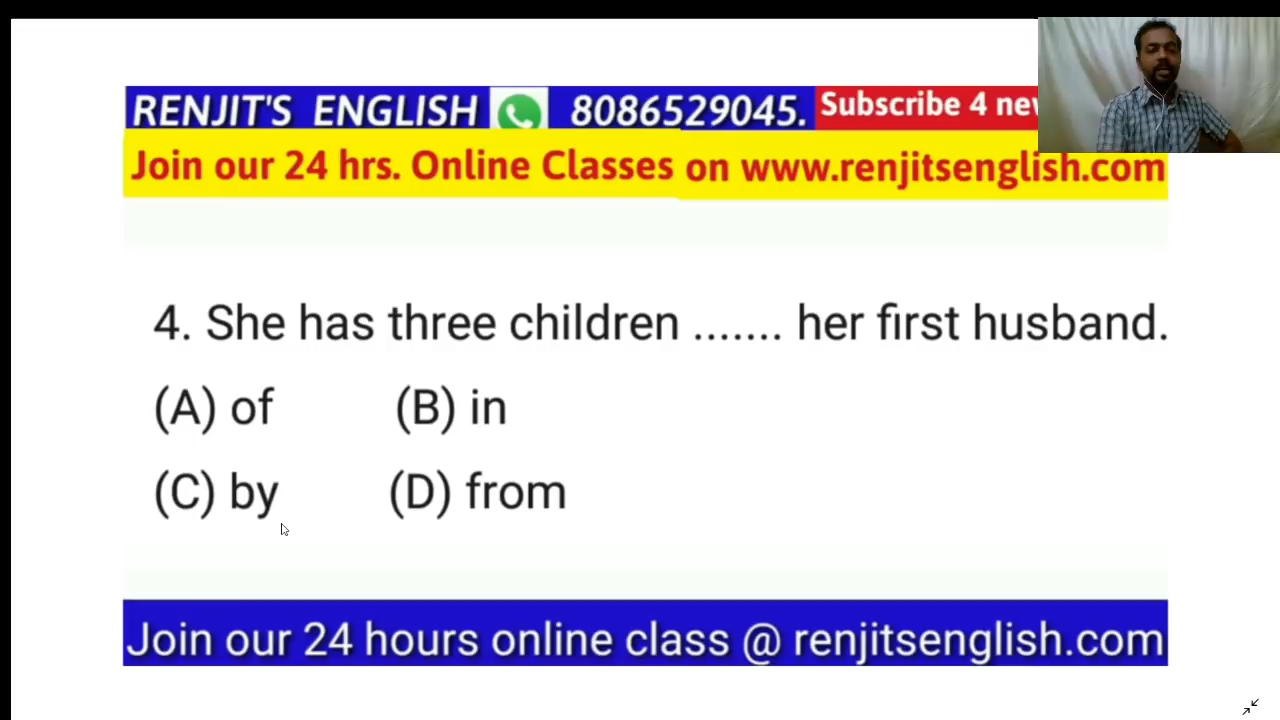 RENJIT'S ENGLISH 8086529045. Subscribe 4
Join our 24 hrs. Online Classes on www.renjitsenglish.com
4. She has three children ....... her first husband.
(A) of (B) in
(C) by (D) from
Join our 24 hours online class @ renjitsenglish.com